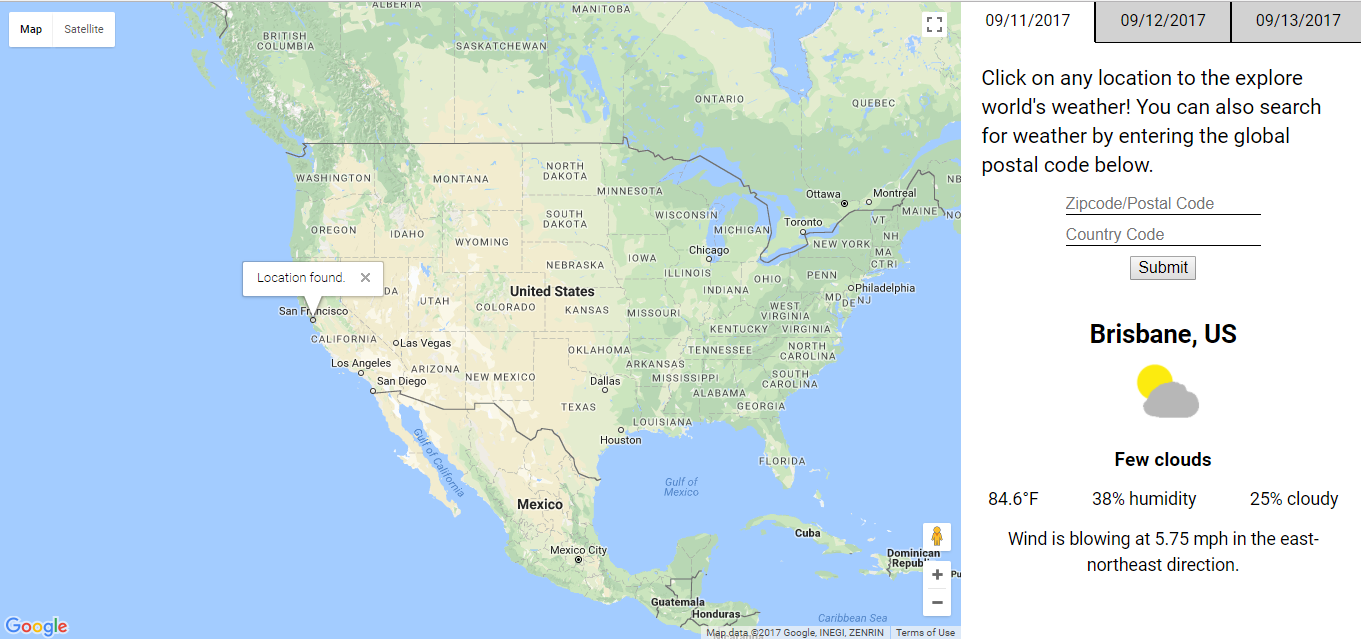 Map
Satellite
ALBERTA
MANITOBA
BRITISH
COLUMBIA
SASKATCHEWAN
ONTARIO
QUEBEC
WASHINGTON
MONTANA
NORTH
DAKOTA
MINNESOTA
Ottawa
Montreal
NB
MAINE
NO
OREGON
IDAHO
SOUTH
DAKOTA
WISCONSIN
MICHIGAN
Toronto
VT
NH
WYOMING
Chicago
NEW YORK
MA
CT
RI
Location found.
NEBRASKA
IOWA
ILLINOIS
INDIANA
OHIO
PENN
Philadelphia
DA
UTAH
COLORADO
United States
KANSAS
MISSOURI
WEST
VIRGINIA
MD
DE
NJ
San Francisco
CALIFORNIA
Las Vegas
KENTUCKY
VIRGINIA
Los Angeles
ARIZONA
NEW MEXICO
OKLAHOMA
ARKANSAS
TENNESSEE
NORTH
CAROLINA
San Diego
Dallas
MISSISSIPPI
ALABAMA
SOUTH
CAROLINA
TEXAS
LOUISIANA
GEORGIA
Houston
FLORIDA
Gulf of California
Gulf of
Mexico
Mexico
Mexico City
Cuba
Dominican
Republic
Pu
Guatemala
Honduras
Caribbean Sea
Google
Map data ©2017 Google, INEGI, ZENRIN
Terms of Use
09/11/2017
09/12/2017
09/13/2017
Click on any location to the explore
world's weather! You can also search
for weather by entering the global
postal code below.
Zipcode/Postal Code
Country Code
Submit
Brisbane, US
Few clouds
84.6°F
38% humidity
25% cloudy
Wind is blowing at 5.75 mph in the east-
northeast direction.